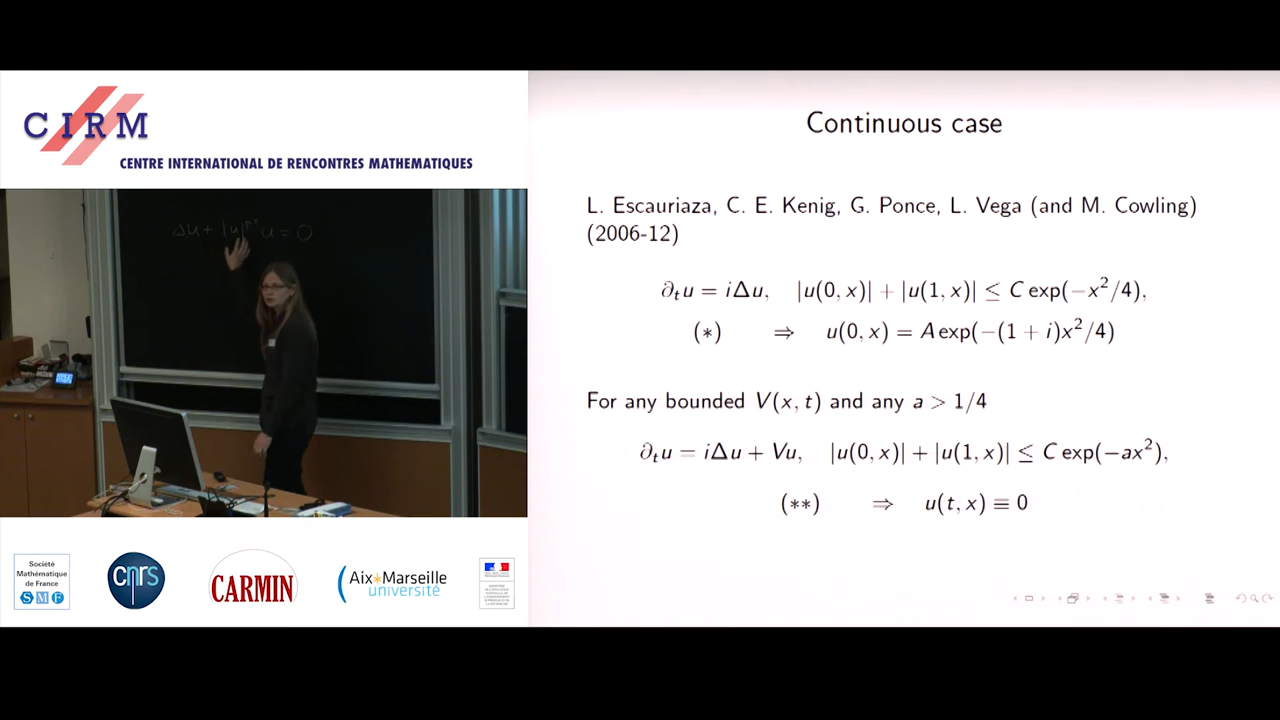 CIRM
CENTRE INTERNATIONAL DE RENCONTRES MATHEMATIQUES
Δu + |u| u = 0
Société
Mathématique
de France
SMF
cnrs
CARMIN
Aix*Marseille
université
Continuous case
L. Escauriaza, C. E. Kenig, G. Ponce, L. Vega (and M. Cowling)
(2006-12)
∂ₜu = iΔu, |u(0, x)| + |u(1, x)| ≤ C exp(−x²/4),
(∗) ⇒ u(0, x) = A exp(−(1 + i)x²/4)
For any bounded V(x, t) and any a > 1/4
∂ₜu = iΔu + Vu, |u(0, x)| + |u(1, x)| ≤ C exp(−ax²),
(∗∗) ⇒ u(t, x) ≡ 0